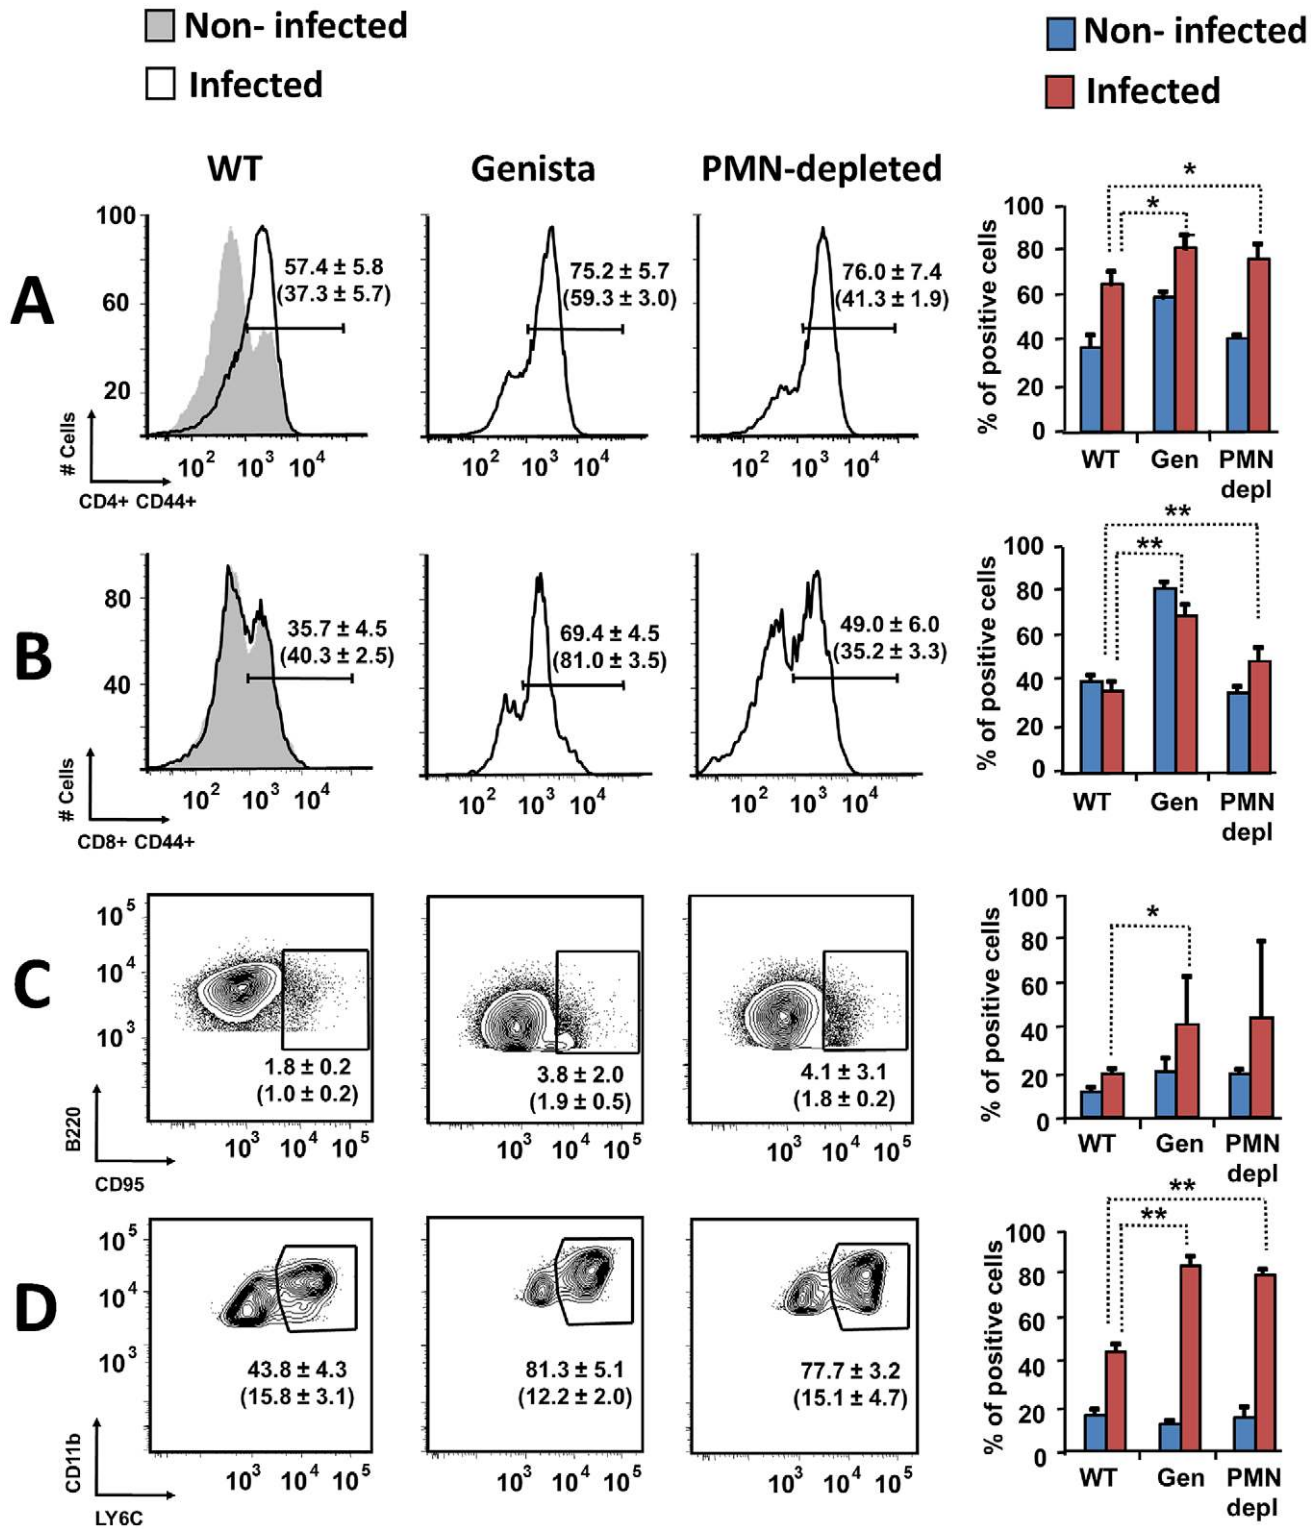 Non- infected
Infected
Non- infected
Infected
WT
Genista
PMN-depleted
A
100
60
20
# Cells
CD4+ CD44+
10² 10³ 10⁴
57.4 ± 5.8
(37.3 ± 5.7)
10² 10³ 10⁴
75.2 ± 5.7
(59.3 ± 3.0)
10² 10³ 10⁴
76.0 ± 7.4
(41.3 ± 1.9)
% of positive cells
100
80
60
40
20
0
* 
*
WT Gen PMN
depl
B
80
40
# Cells
CD8+ CD44+
10² 10³ 10⁴
35.7 ± 4.5
(40.3 ± 2.5)
10² 10³ 10⁴
69.4 ± 4.5
(81.0 ± 3.5)
10² 10³ 10⁴
49.0 ± 6.0
(35.2 ± 3.3)
% of positive cells
100
80
60
40
20
0
**
**
WT Gen PMN
depl
C
10⁵
10⁴
10³
B220
CD95
1.8 ± 0.2
(1.0 ± 0.2)
10³ 10⁴ 10⁵
3.8 ± 2.0
(1.9 ± 0.5)
10³ 10⁴ 10⁵
4.1 ± 3.1
(1.8 ± 0.2)
10³ 10⁴ 10⁵
% of positive cells
100
80
60
40
20
0
*
WT Gen PMN
depl
D
10⁵
10⁴
10³
CD11b
LY6C
43.8 ± 4.3
(15.8 ± 3.1)
10³ 10⁴ 10⁵
81.3 ± 5.1
(12.2 ± 2.0)
10³ 10⁴ 10⁵
77.7 ± 3.2
(15.1 ± 4.7)
10³ 10⁴ 10⁵
% of positive cells
100
80
60
40
20
0
**
**
WT Gen PMN
depl